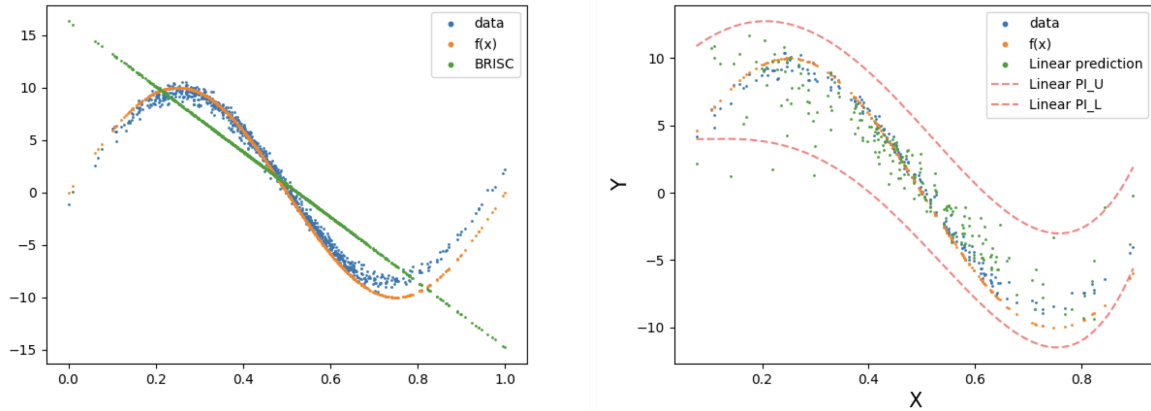 data
f(x)
BRISC
15
10
5
0
−5
−10
−15
0.0 0.2 0.4 0.6 0.8 1.0
data
f(x)
Linear prediction
Linear PI_U
Linear PI_L
10
5
0
−5
−10
Y
0.2 0.4 0.6 0.8
X